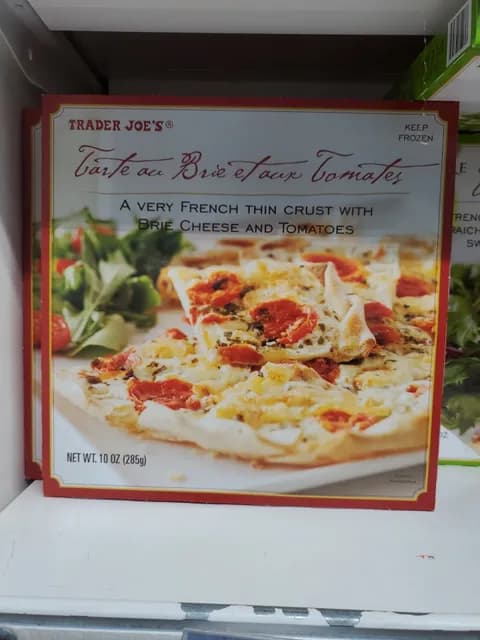 TRADER JOE'S®
KEEP
FROZEN
Tarte au Brie et aux Tomates
A VERY FRENCH THIN CRUST WITH
BRIE CHEESE AND TOMATOES
NET WT. 10 OZ (285g)